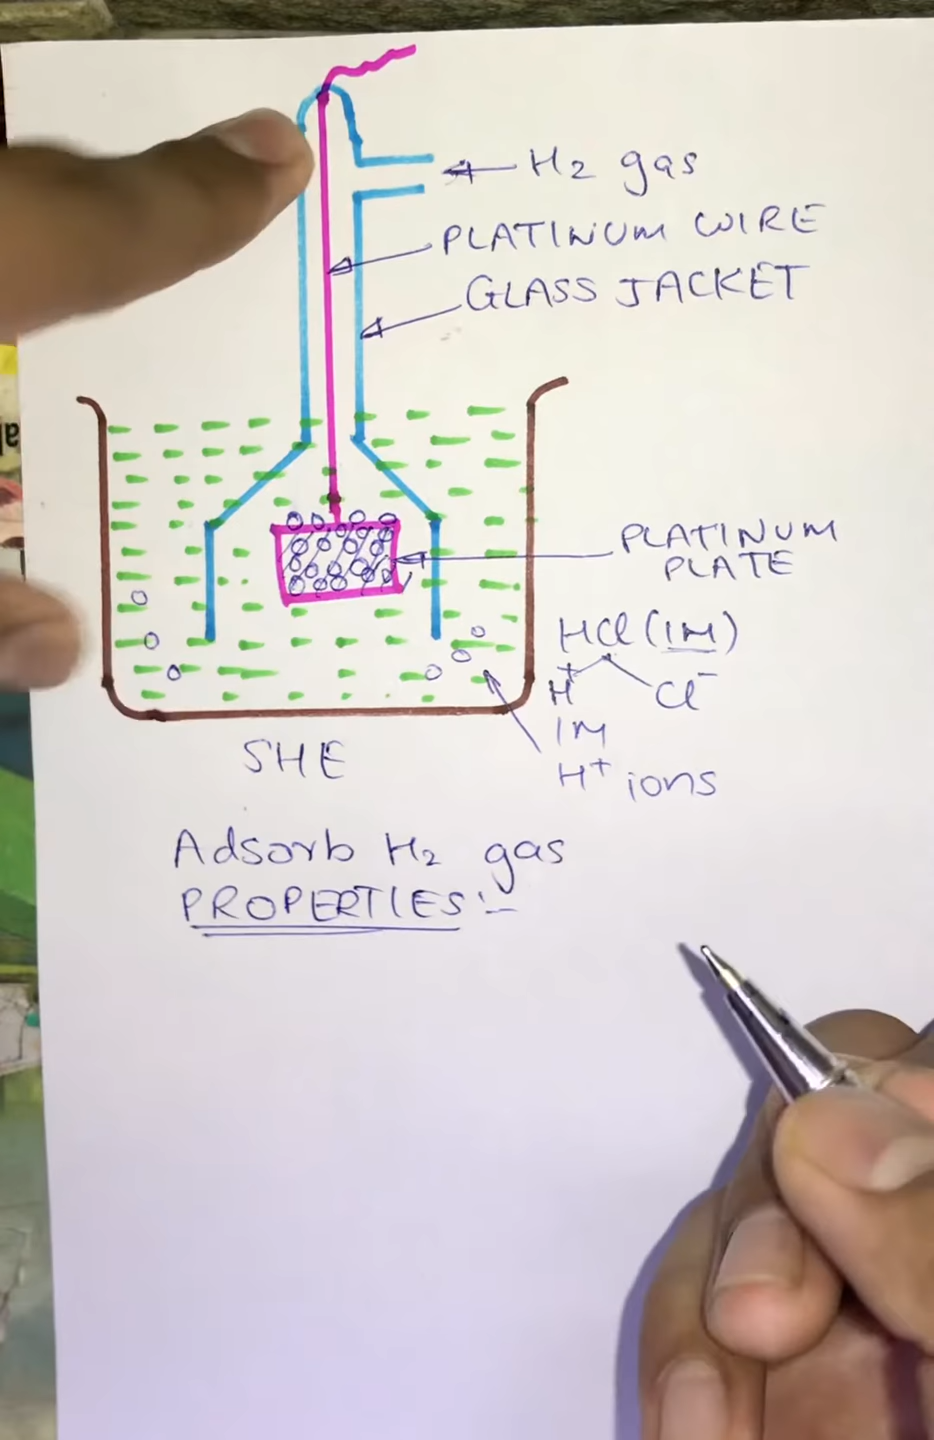 H2 gas
PLATINUM WIRE
GLASS JACKET
PLATINUM
PLATE
HCl (1M)
H+ Cl-
1M
H+ ions
SHE
Adsorb H2 gas
PROPERTIES:-